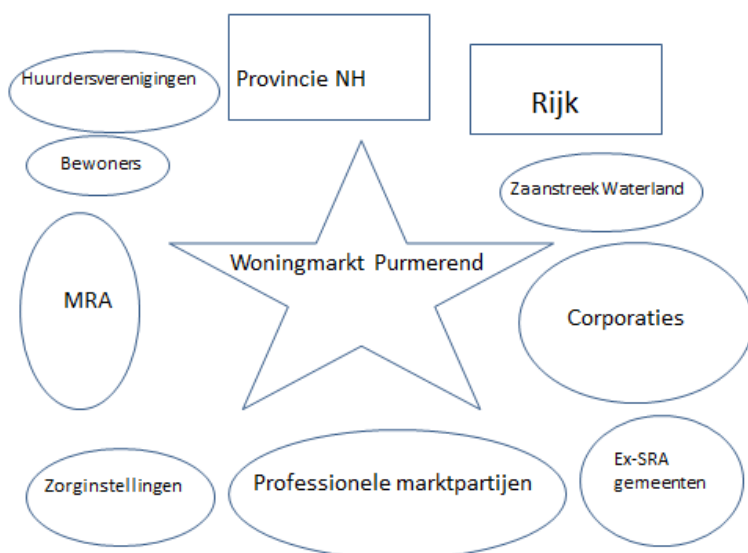 Huurdersverenigingen
Provincie NH
Rijk
Bewoners
Zaanstreek Waterland
Woningmarkt Purmerend
MRA
Corporaties
Zorginstellingen
Professionele marktpartijen
Ex-SRA
gemeenten